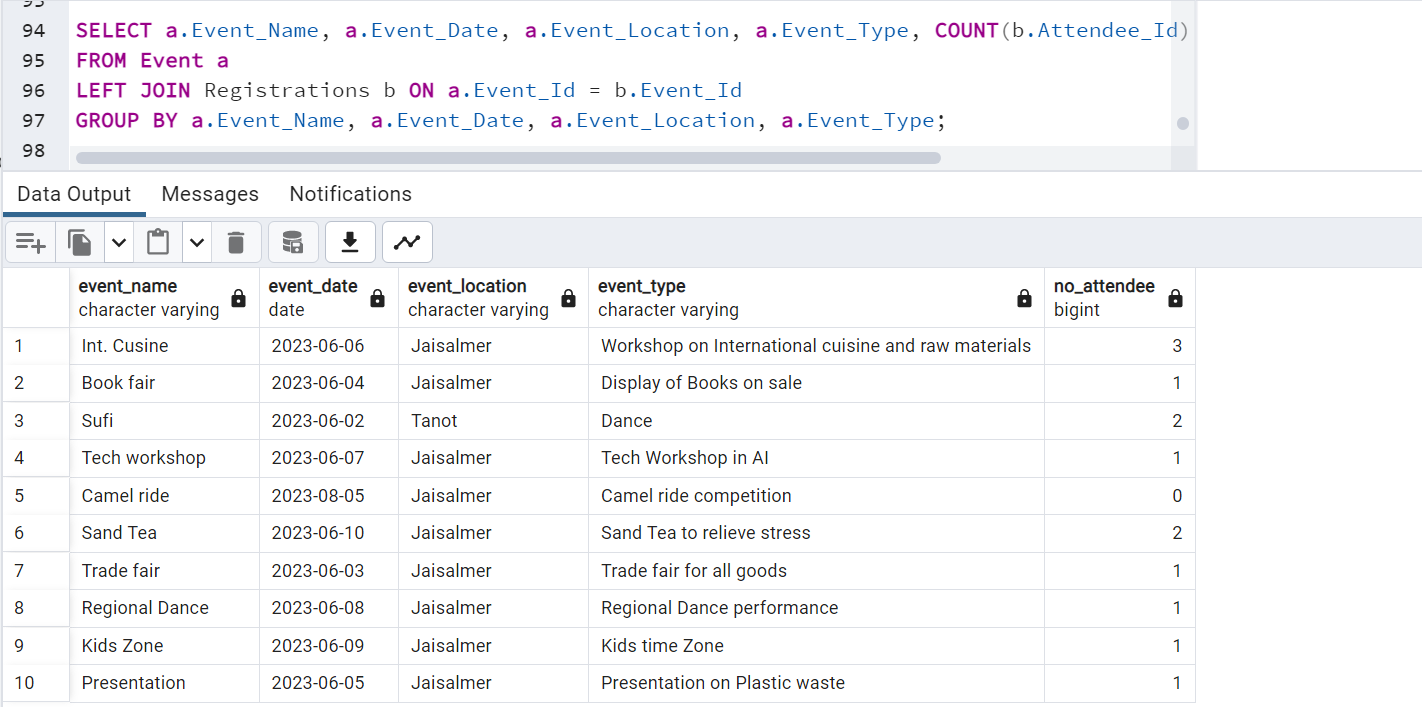 94 SELECT a.Event_Name, a.Event_Date, a.Event_Location, a.Event_Type, COUNT(b.Attendee_Id)
95 FROM Event a
96 LEFT JOIN Registrations b ON a.Event_Id = b.Event_Id
97 GROUP BY a.Event_Name, a.Event_Date, a.Event_Location, a.Event_Type;
98
Data Output Messages Notifications
event_name event_date event_location event_type no_attendee
character varying date character varying character varying bigint
1 Int. Cusine 2023-06-06 Jaisalmer Workshop on International cuisine and raw materials 3
2 Book fair 2023-06-04 Jaisalmer Display of Books on sale 1
3 Sufi 2023-06-02 Tanot Dance 2
4 Tech workshop 2023-06-07 Jaisalmer Tech Workshop in AI 1
5 Camel ride 2023-08-05 Jaisalmer Camel ride competition 0
6 Sand Tea 2023-06-10 Jaisalmer Sand Tea to relieve stress 2
7 Trade fair 2023-06-03 Jaisalmer Trade fair for all goods 1
8 Regional Dance 2023-06-08 Jaisalmer Regional Dance performance 1
9 Kids Zone 2023-06-09 Jaisalmer Kids time Zone 1
10 Presentation 2023-06-05 Jaisalmer Presentation on Plastic waste 1